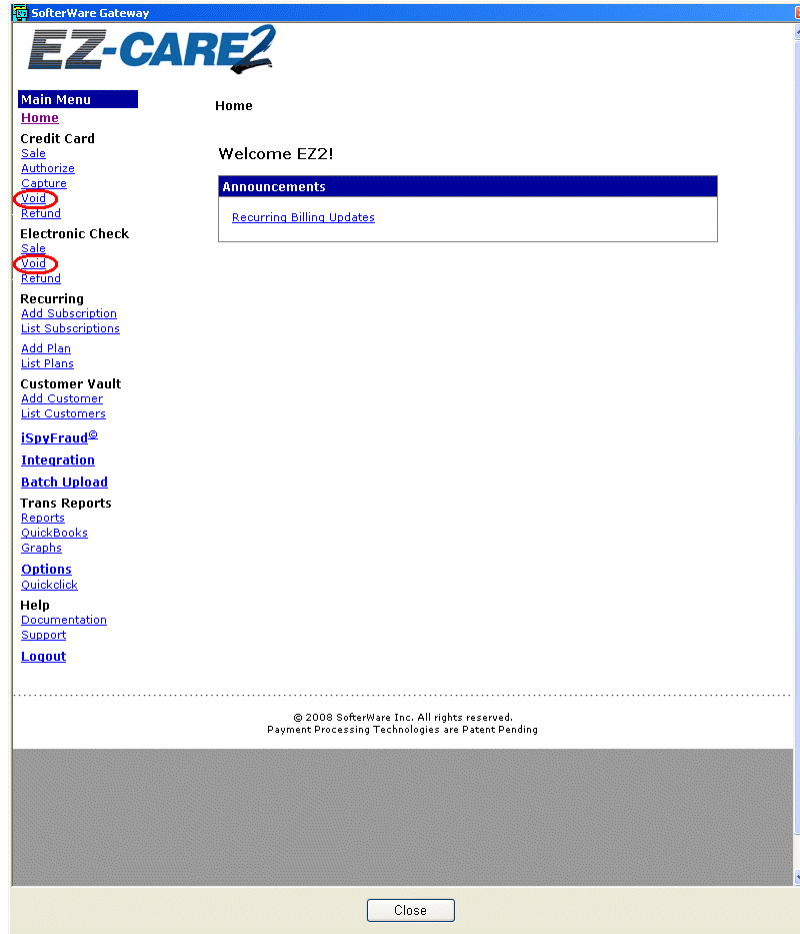 SofterWare Gateway
EZ-CARE2
Main Menu
Home
Home
Credit Card
Sale
Authorize
Capture
Void
Refund
Electronic Check
Sale
Void
Refund
Recurring
Add Subscription
List Subscriptions
Add Plan
List Plans
Customer Vault
Add Customer
List Customers
iSpyFraud©
Integration
Batch Upload
Trans Reports
Reports
QuickBooks
Graphs
Options
Quickclick
Help
Documentation
Support
Logout
Welcome EZ2!
Announcements
Recurring Billing Updates
© 2008 SofterWare Inc. All rights reserved.
Payment Processing Technologies are Patent Pending
Close